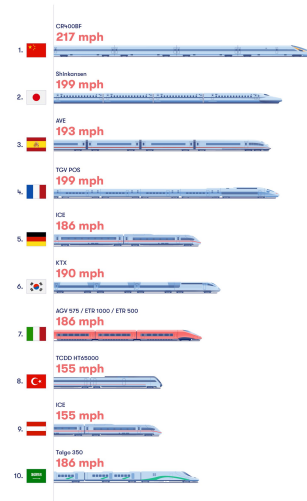 CR400BF
1. 217 mph
Shinkansen
2. 199 mph
AVE
3. 193 mph
TGV POS
4. 199 mph
ICE
5. 186 mph
KTX
6. 190 mph
AGV 575 / ETR 1000 / ETR 500
7. 186 mph
TCDD HT65000
8. 155 mph
ICE
9. 155 mph
Talgo 350
10. 186 mph